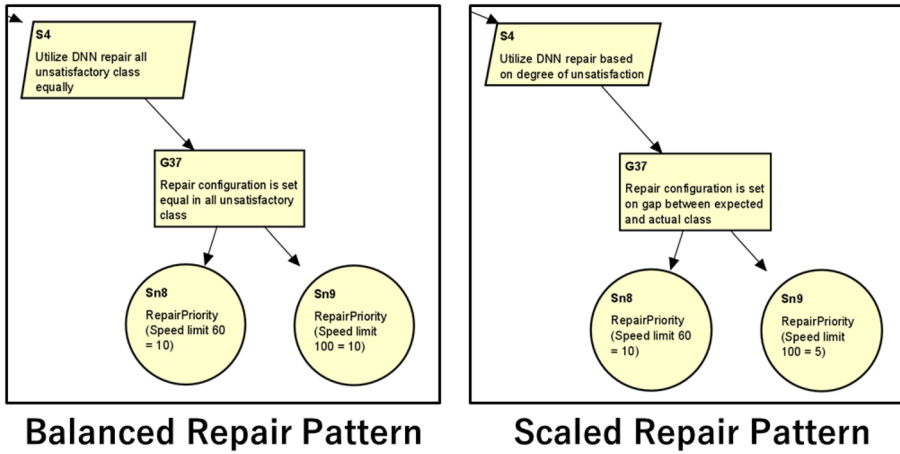 S4
Utilize DNN repair all
unsatisfactory class
equally
G37
Repair configuration is set
equal in all unsatisfactory
class
Sn8
RepairPriority
(Speed limit 60
= 10)
Sn9
RepairPriority
(Speed limit
100 = 10)
Balanced Repair Pattern
S4
Utilize DNN repair based
on degree of unsatisfaction
G37
Repair configuration is set
on gap between expected
and actual class
Sn8
RepairPriority
(Speed limit 60
= 10)
Sn9
RepairPriority
(Speed limit
100 = 5)
Scaled Repair Pattern